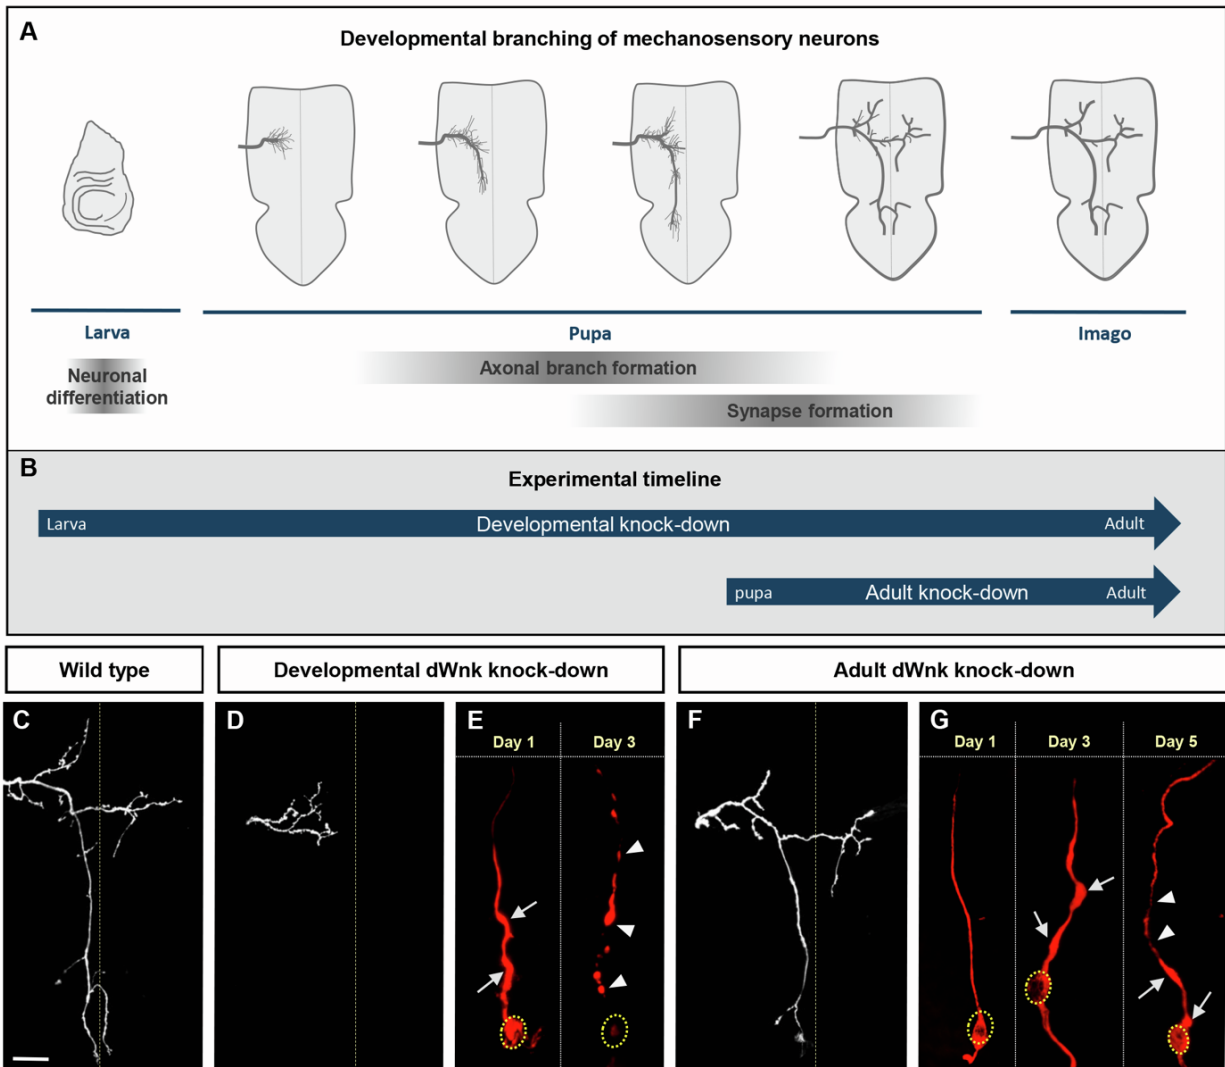 A
Developmental branching of mechanosensory neurons
Larva
Pupa
Imago
Neuronal
differentiation
Axonal branch formation
Synapse formation
B
Experimental timeline
Larva
Developmental knock-down
Adult
pupa
Adult knock-down
Adult
Wild type
Developmental dWnk knock-down
Adult dWnk knock-down
C
D
E
Day 1
Day 3
F
G
Day 1
Day 3
Day 5